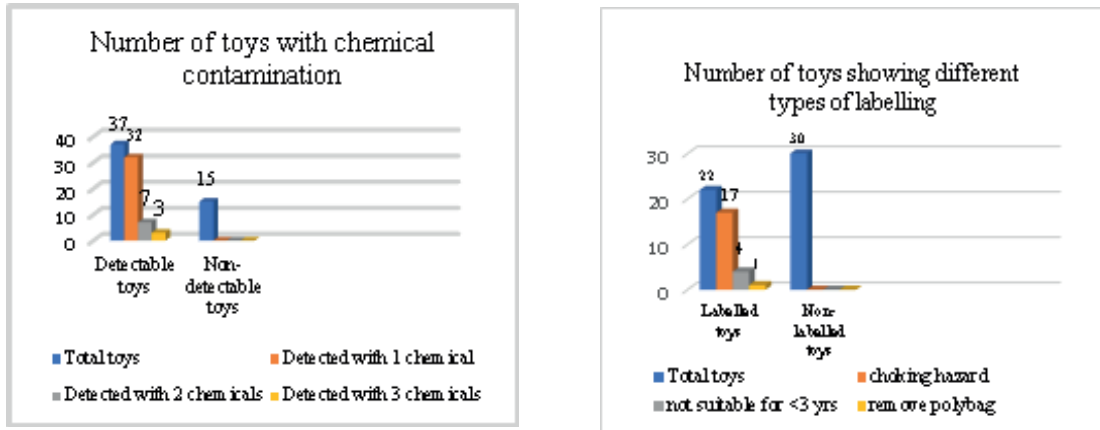 Number of toys with chemical
contamination
37
32
7
3
15
40
30
20
10
0
Detectable
toys
Non-
detectable
toys
Total toys
Detected with 1 chemical
Detected with 2 chemicals
Detected with 3 chemicals
Number of toys showing different
types of labelling
22
17
4
1
30
30
20
10
0
Labelled
toys
Non-
labelled
toys
Total toys
choking hazard
not suitable for <3 yrs
remove polybag